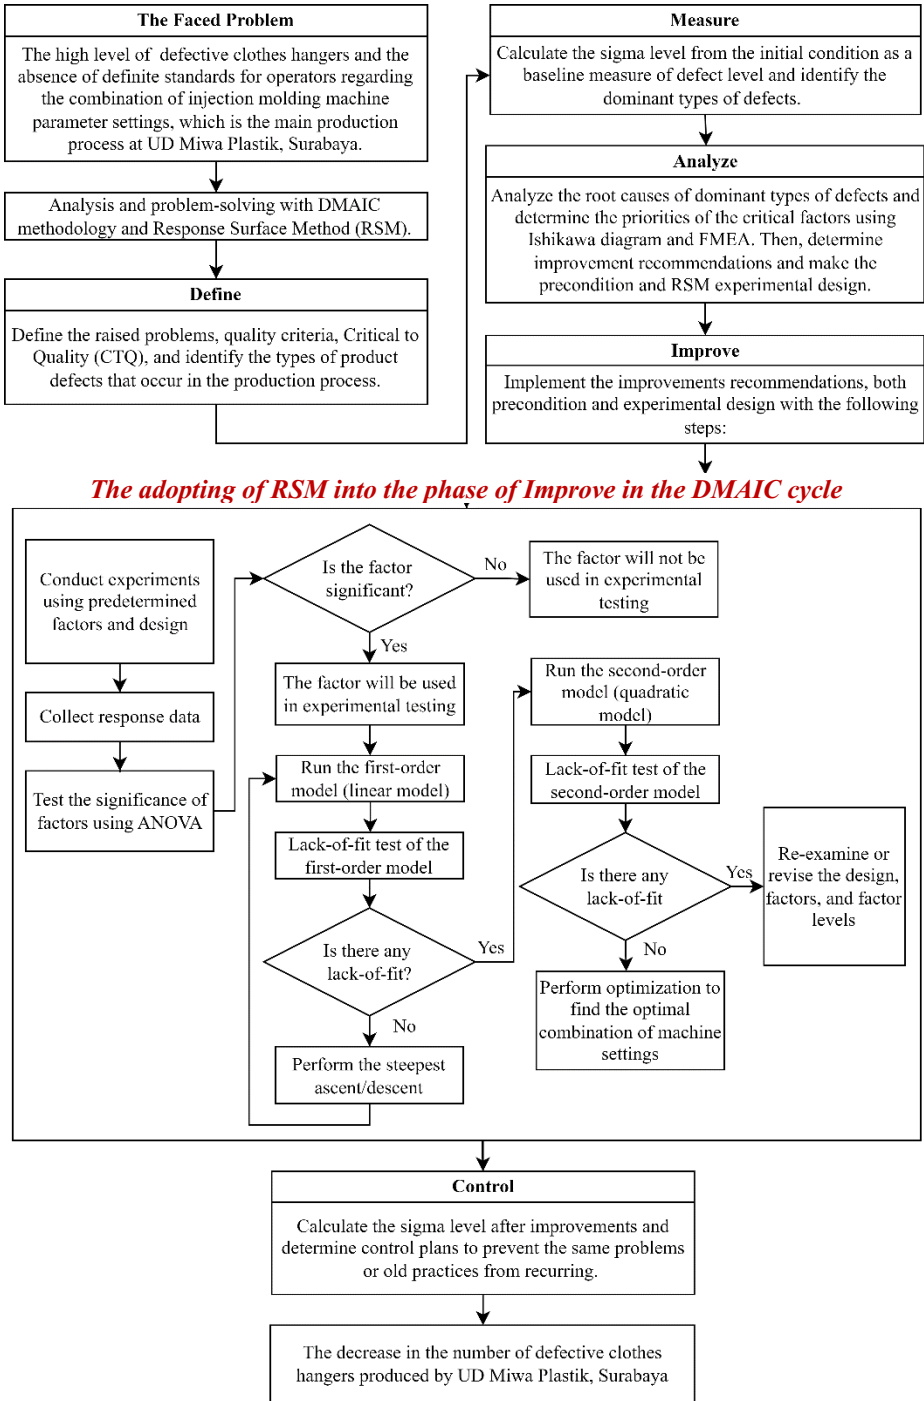 The Faced Problem
The high level of defective clothes hangers and the
absence of definite standards for operators regarding
the combination of injection molding machine
parameter settings, which is the main production
process at UD Miwa Plastik, Surabaya.
Analysis and problem-solving with DMAIC
methodology and Response Surface Method (RSM).
Define
Define the raised problems, quality criteria, Critical to
Quality (CTQ), and identify the types of product
defects that occur in the production process.
Measure
Calculate the sigma level from the initial condition as a
baseline measure of defect level and identify the
dominant types of defects.
Analyze
Analyze the root causes of dominant types of defects and
determine the priorities of the critical factors using
Ishikawa diagram and FMEA. Then, determine
improvement recommendations and make the
precondition and RSM experimental design.
Improve
Implement the improvements recommendations, both
precondition and experimental design with the following
steps:
The adopting of RSM into the phase of Improve in the DMAIC cycle
Conduct experiments
using predetermined
factors and design
Collect response data
Test the significance of
factors using ANOVA
Is the factor
significant?
No
The factor will not be
used in experimental
testing
Yes
The factor will be used
in experimental testing
Run the first-order
model (linear model)
Lack-of-fit test of the
first-order model
Is there any
lack-of-fit?
Yes
No
Perform the steepest
ascent/descent
Run the second-order
model (quadratic
model)
Lack-of-fit test of the
second-order model
Is there any
lack-of-fit
Yes
Re-examine or
revise the design,
factors, and factor
levels
No
Perform optimization to
find the optimal
combination of machine
settings
Control
Calculate the sigma level after improvements and
determine control plans to prevent the same problems
or old practices from recurring.
The decrease in the number of defective clothes
hangers produced by UD Miwa Plastik, Surabaya